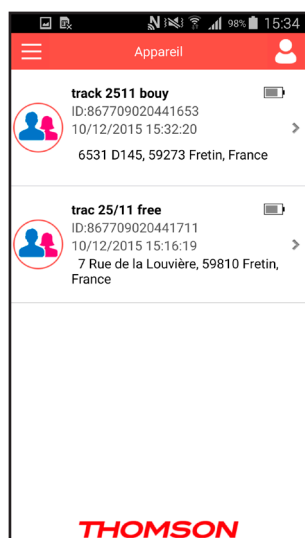 98% 15:34
Appareil
track 2511 bouy
ID:867709020441653
10/12/2015 15:32:20
6531 D145, 59273 Fretin, France
trac 25/11 free
ID:867709020441711
10/12/2015 15:16:19
7 Rue de la Louvière, 59810 Fretin,
France
THOMSON